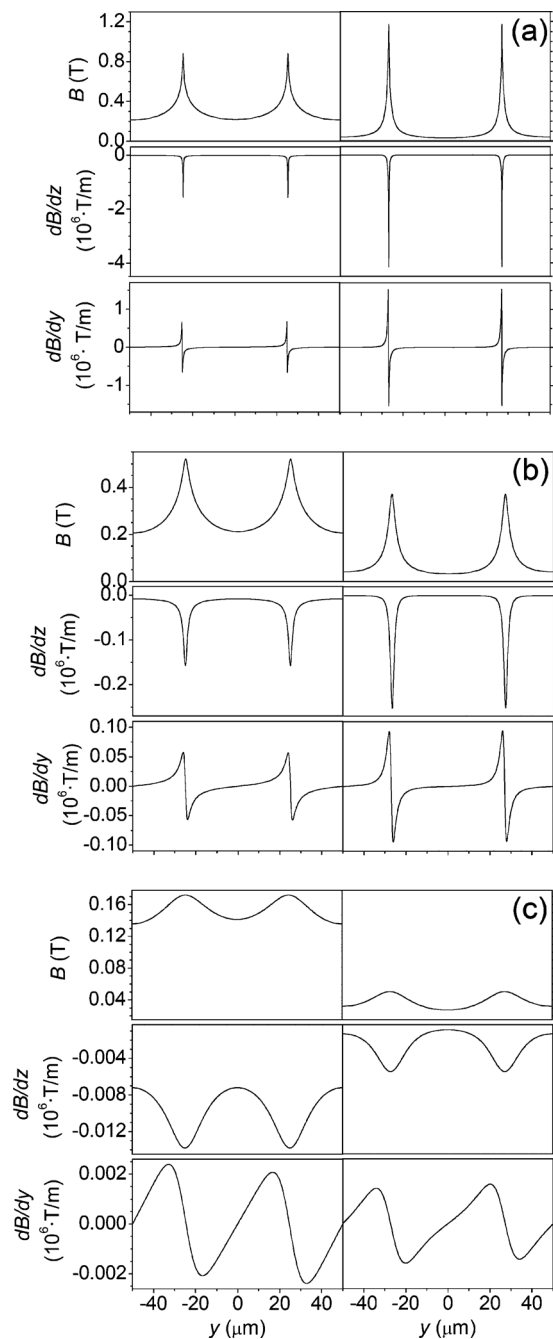 (a)
1.2
0.8
0.4
0.0
B (T)
0
-2
-4
dB/dz
(10⁶·T/m)
1
0
-1
dB/dy
(10⁶· T/m)
(b)
0.4
0.2
0.0
B (T)
0.0
-0.1
-0.2
dB/dz
(10⁶·T/m)
0.10
0.05
0.00
-0.05
-0.10
dB/dy
(10⁶·T/m)
(c)
0.16
0.12
0.08
0.04
B (T)
-0.004
-0.008
-0.012
dB/dz
(10⁶·T/m)
0.002
0.000
-0.002
dB/dy
(10⁶·T/m)
-40 -20 0 20 40 -40 -20 0 20 40
y (μm) y (μm)